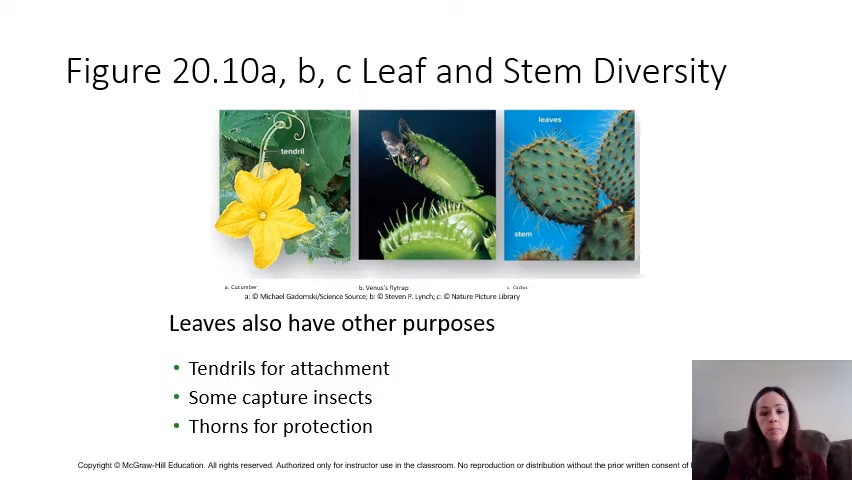 Figure 20.10a, b, c Leaf and Stem Diversity
tendril
leaves
stem
a. Cucumber
b. Venus's flytrap
c. Cactus
a: © Michael Gadomski/Science Source; b: © Steven P. Lynch; c: © Nature Picture Library
Leaves also have other purposes
• Tendrils for attachment
• Some capture insects
• Thorns for protection
Copyright © McGraw-Hill Education. All rights reserved. Authorized only for instructor use in the classroom. No reproduction or distribution without the prior written consent of